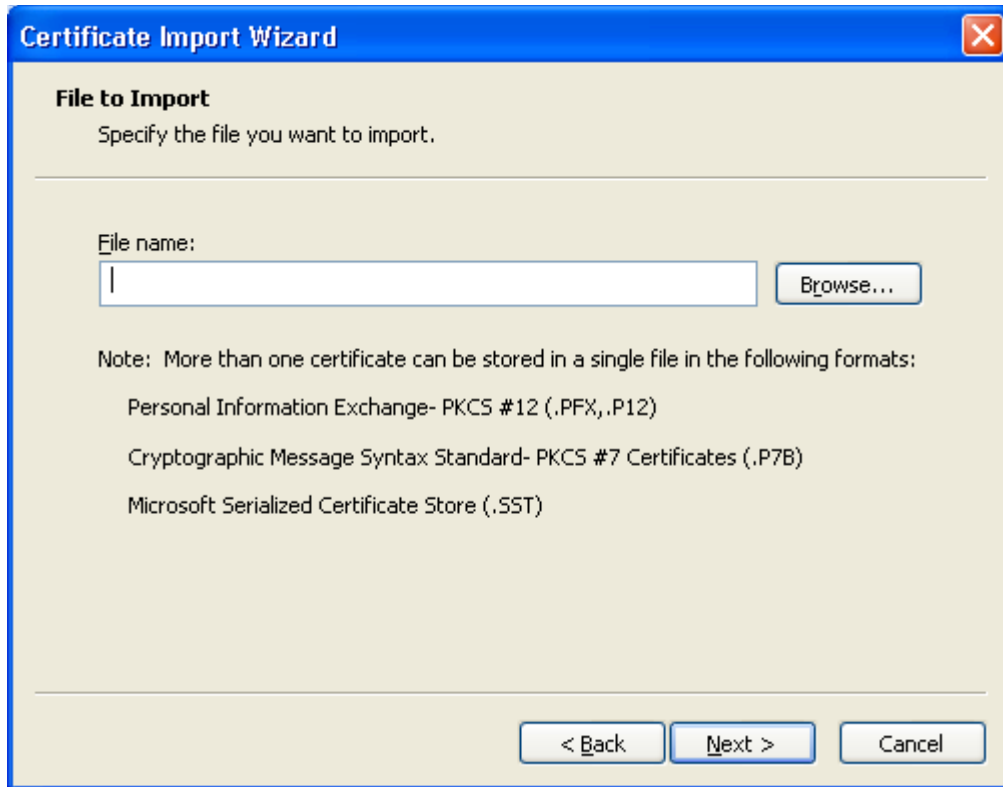 Certificate Import Wizard
File to Import
Specify the file you want to import.
File name:
Browse...
Note: More than one certificate can be stored in a single file in the following formats:
Personal Information Exchange- PKCS #12 (.PFX,.P12)
Cryptographic Message Syntax Standard- PKCS #7 Certificates (.P7B)
Microsoft Serialized Certificate Store (.SST)
< Back Next > Cancel